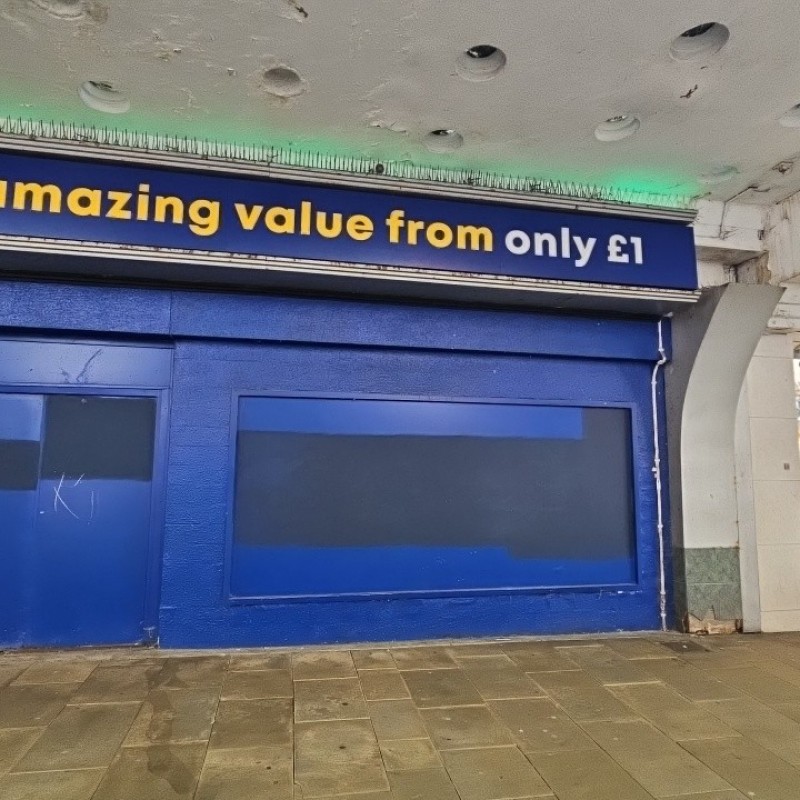 amazing value from only £1
K